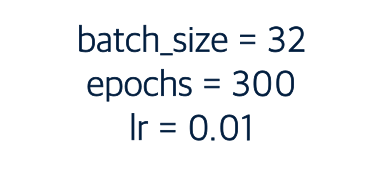 batch_size = 32
epochs = 300
lr = 0.01